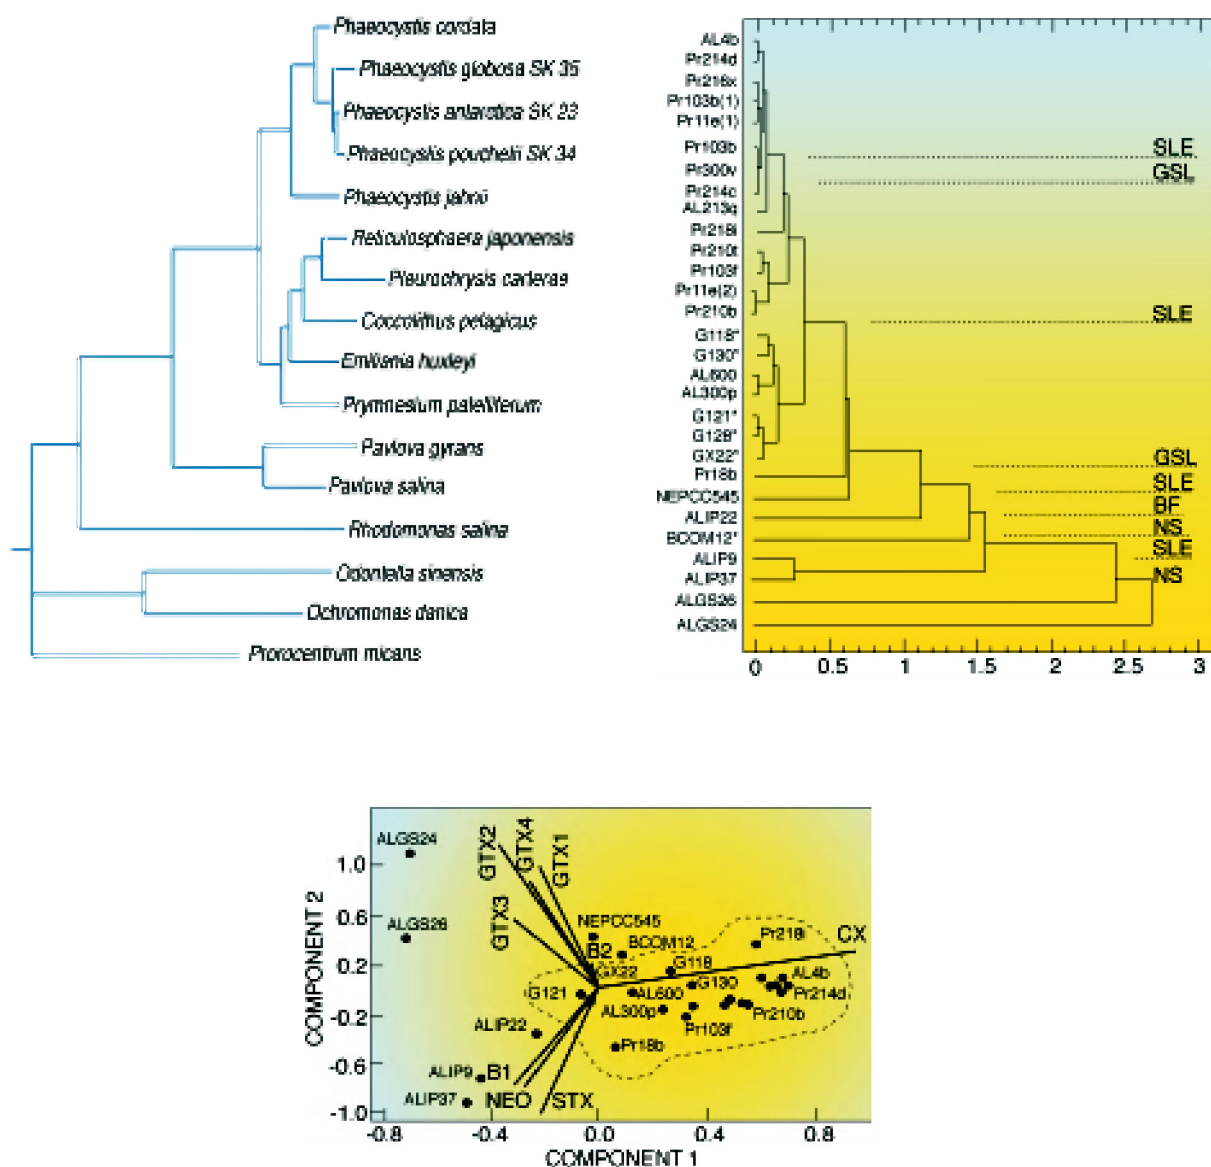 Phaeocystis cordata
Phaeocystis globosa SK 35
Phaeocystis antarctica SK 23
Phaeocystis pouchetii SK 34
Phaeocystis jahnii
Reticulosphaera japonensis
Pleurochrysis carterae
Coccolithus pelagicus
Emiliania huxleyi
Prymnesium patelliferum
Pavlova gyrans
Pavlova salina
Rhodomonas salina
Odontella sinensis
Ochromonas danica
Prorocentrum micans
AL4b
Pr214d
Pr216x
Pr103b(1)
Pr11e(1)
Pr103b
Pr300v
Pr214c
AL213q
Pr218i
Pr210t
Pr103f
Pr11e(2)
Pr210b
G118*
G130*
AL600
AL300p
G121*
G128*
GX22*
Pr18b
NEPCC545
ALIP22
BCOM12*
ALIP9
ALIP37
ALGS26
ALGS24
SLE
GSL
SLE
GSL
SLE
BF
NS
SLE
NS
0 0.5 1 1.5 2 2.5 3
ALGS24
ALGS26
GTX2
GTX4
GTX1
GTX3
NEPCC545
B2
BCOM12
GX22
G118
Pr218i
CX
G121
AL600
G130
AL4b
Pr214d
AL300p
Pr210b
Pr103f
ALIP22
Pr18b
ALIP9
B1
ALIP37
NEO
STX
COMPONENT 2
1.0
0.6
0.2
-0.2
-0.6
-1.0
-0.8 -0.4 0.0 0.4 0.8
COMPONENT 1